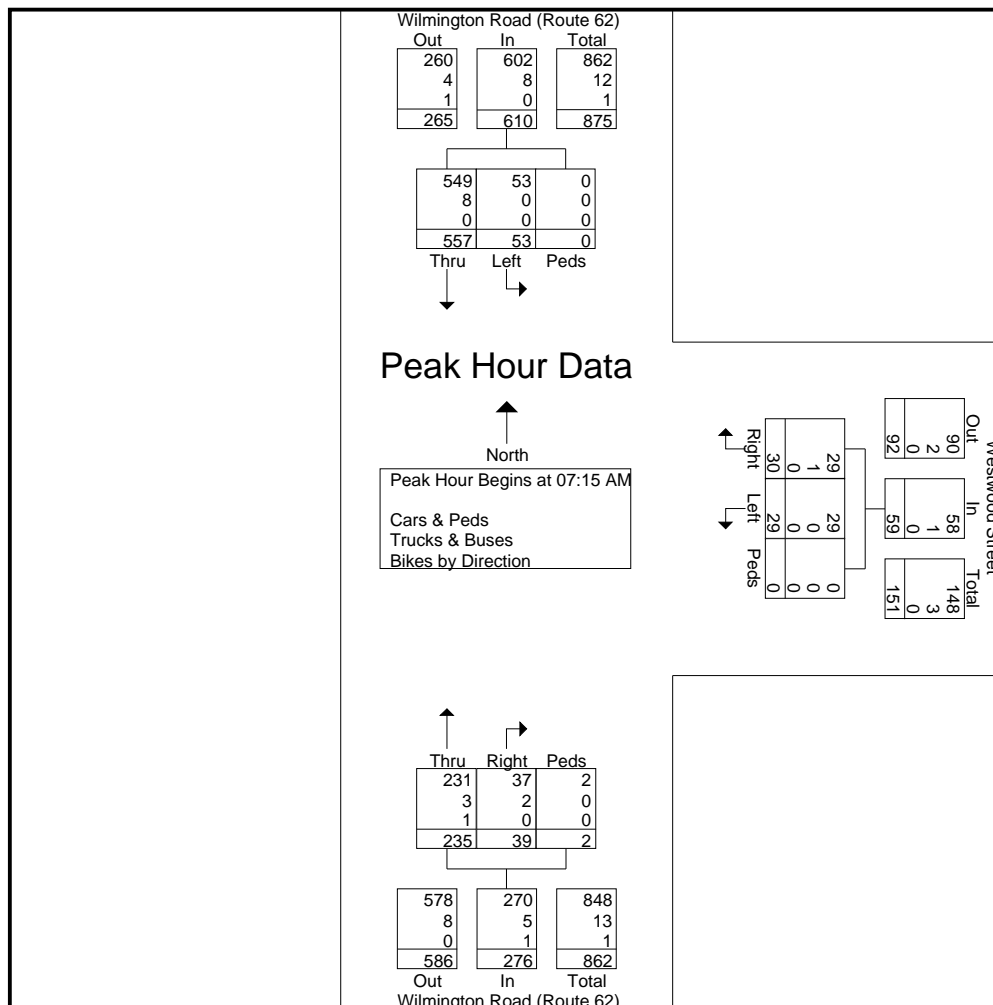 Wilmington Road (Route 62)
Out In Total
260 602 862
4 8 12
1 0 1
265 610 875
549 53 0
8 0 0
0 0 0
557 53 0
Thru Left Peds
Peak Hour Data
North
Peak Hour Begins at 07:15 AM
Cars & Peds
Trucks & Buses
Bikes by Direction
Westwood Street
Out In Total
90 58 148
2 1 3
0 0 0
92 59 151
29 29 0
1 0 0
0 0 0
30 29 0
Right Left Peds
Thru Right Peds
231 37 2
3 2 0
1 0 0
235 39 2
578 270 848
8 5 13
0 1 1
586 276 862
Out In Total
Wilmington Road (Route 62)